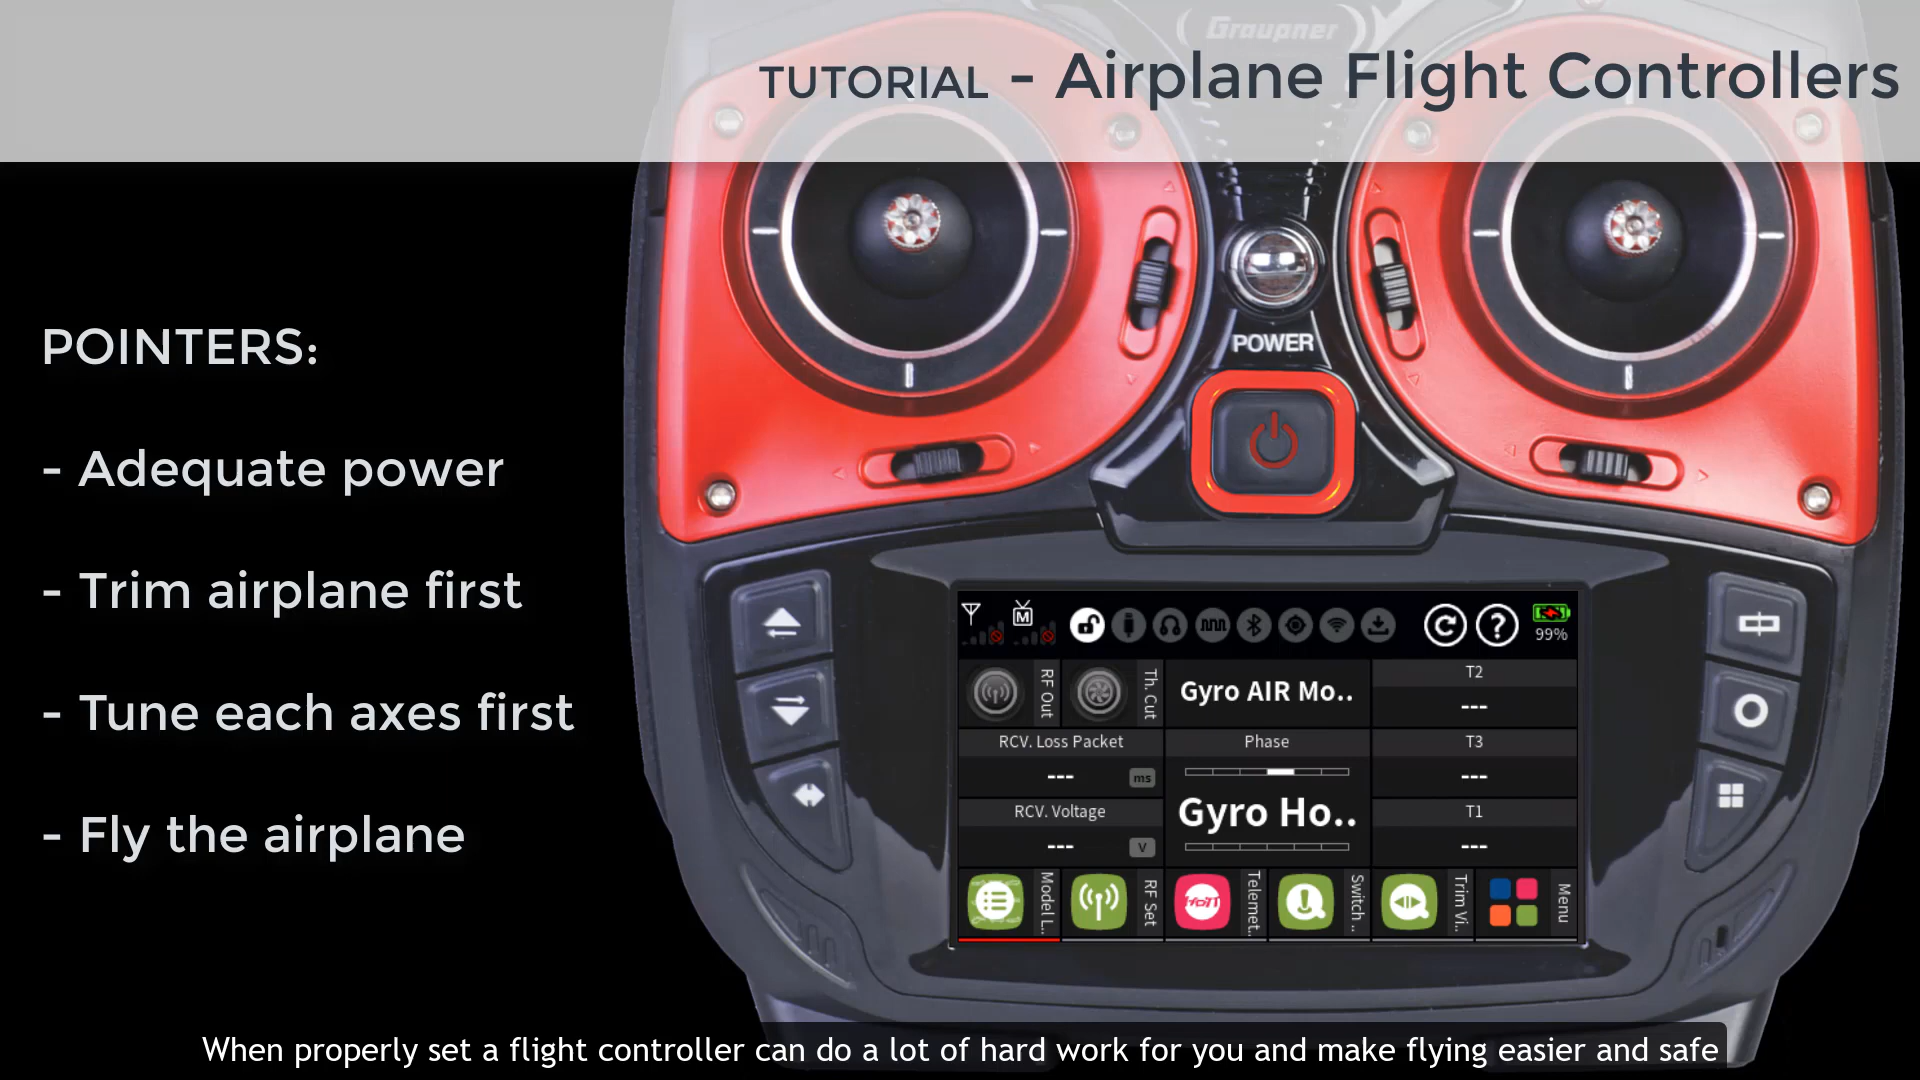 Graupner
TUTORIAL - Airplane Flight Controllers
POINTERS:
- Adequate power
- Trim airplane first
- Tune each axes first
- Fly the airplane
POWER
M
99%
RF Out
Th. Cut
Gyro AIR Mo..
T2
---
RCV. Loss Packet
--- ms
Phase
T3
---
RCV. Voltage
--- V
Gyro Ho..
T1
---
Model L..
RF Set
HoTT
Telemet..
Switch ..
Trim Vi..
Menu
When properly set a flight controller can do a lot of hard work for you and make flying easier and safe